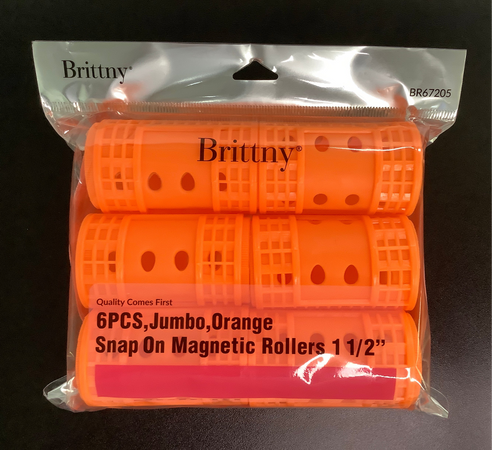 Brittny
BR67205
Brittny®
Quality Comes First
6PCS,Jumbo,Orange
Snap On Magnetic Rollers 1 1/2”